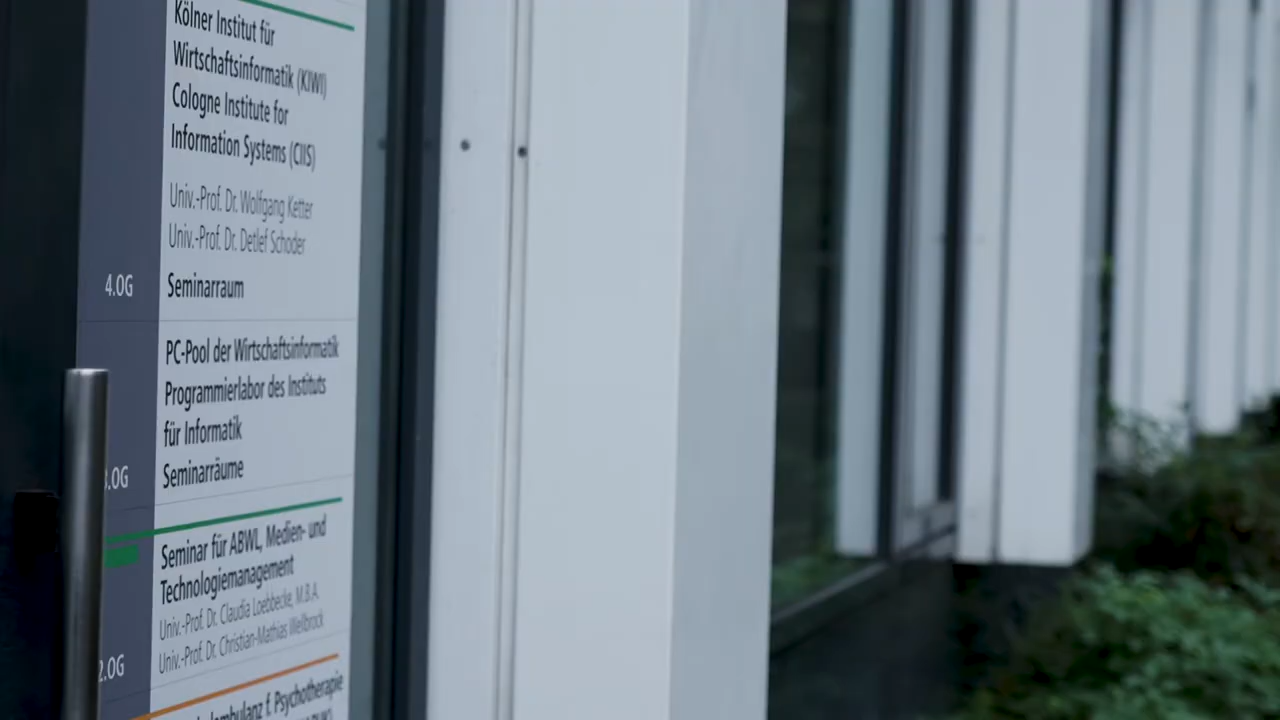 Kölner Institut für
Wirtschaftsinformatik (KIWI)
Cologne Institute for
Information Systems (CIIS)
Univ.-Prof. Dr. Wolfgang Ketter
Univ.-Prof. Dr. Detlef Schoder
4.OG Seminarraum
PC-Pool der Wirtschaftsinformatik
Programmierlabor des Instituts
für Informatik
.OG Seminarräume
Seminar für ABWL, Medien- und
Technologiemanagement
Univ.-Prof. Dr. Claudia Loebbecke, M.B.A.
Univ.-Prof. Dr. Christian-Mathias Wellbrock
2.OG
f. Psychotherapie